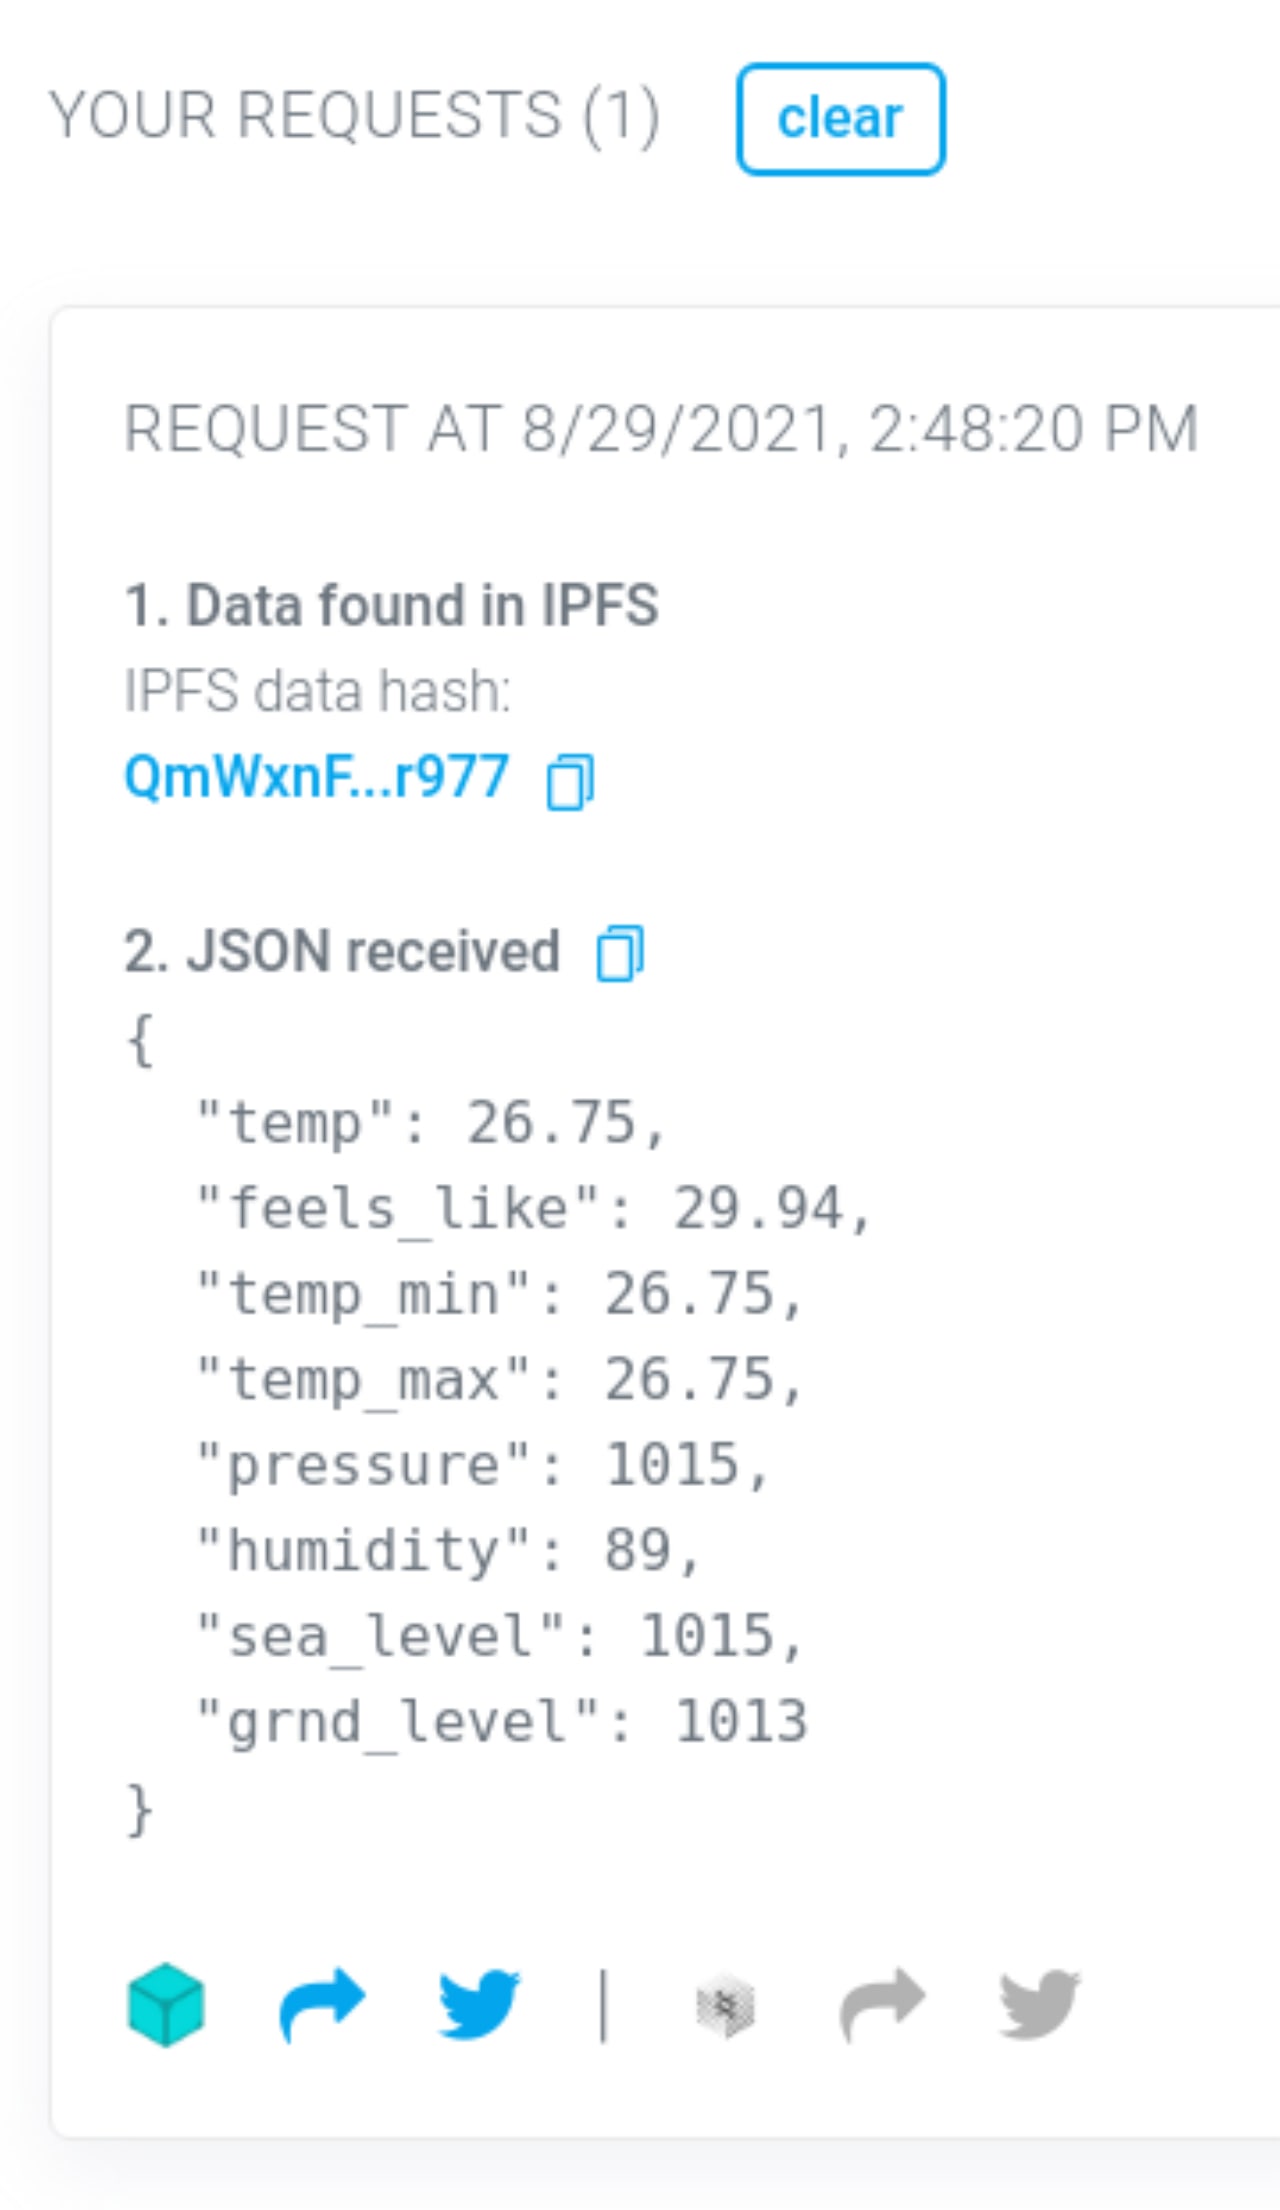 YOUR REQUESTS (1) clear
REQUEST AT 8/29/2021, 2:48:20 PM
1. Data found in IPFS
IPFS data hash:
QmWxnF...r977
2. JSON received
{
"temp": 26.75,
"feels_like": 29.94,
"temp_min": 26.75,
"temp_max": 26.75,
"pressure": 1015,
"humidity": 89,
"sea_level": 1015,
"grnd_level": 1013
}